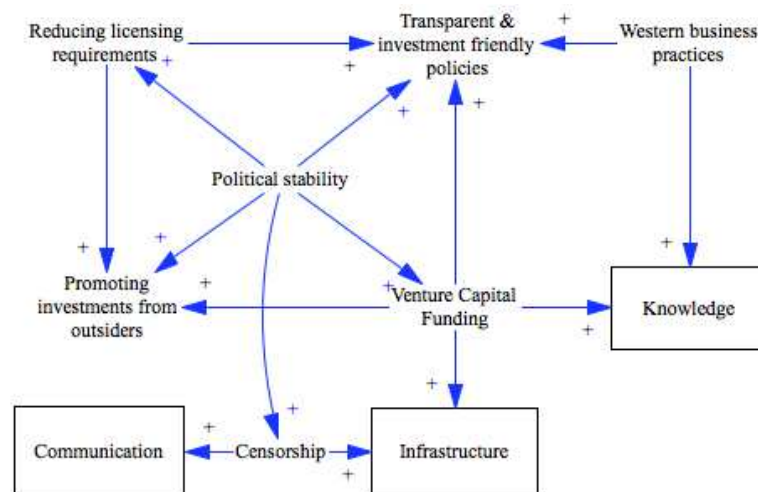 Reducing licensing
requirements
Transparent &
investment friendly
policies
Western business
practices
+
+
+
+
+
Political stability
+
+
+
Promoting
investments from
outsiders
+
+
Venture Capital
Funding
+
Knowledge
+
+
+
Communication
+
Censorship
+
Infrastructure